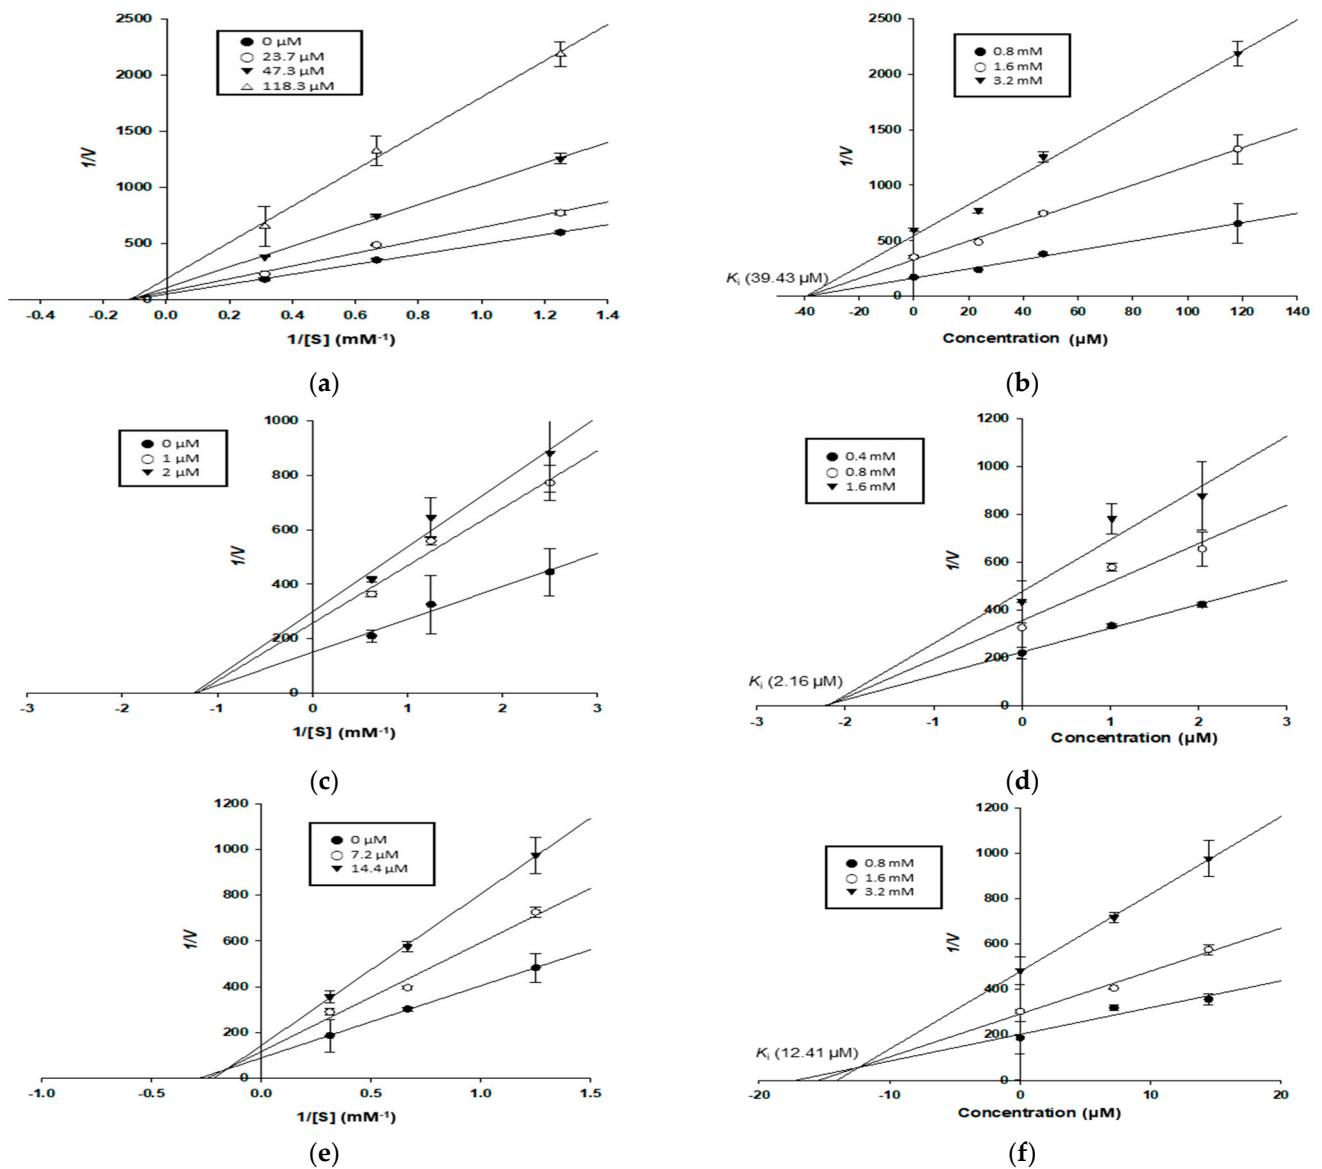 2500
2000
1500
1000
500
0
0 µM
23.7 µM
47.3 µM
118.3 µM
1/V
-0.4 -0.2 0.0 0.2 0.4 0.6 0.8 1.0 1.2 1.4
1/[S] (mM-1)
(a)
2500
2000
1500
1000
500
0
0.8 mM
1.6 mM
3.2 mM
1/V
Ki (39.43 µM)
-40 -20 0 20 40 60 80 100 120 140
Concentration (µM)
(b)
1000
800
600
400
200
0
0 µM
1 µM
2 µM
1/V
-3 -2 -1 0 1 2 3
1/[S] (mM-1)
(c)
1200
1000
800
600
400
200
0
0.4 mM
0.8 mM
1.6 mM
1/V
Ki (2.16 µM)
-3 -2 -1 0 1 2 3
Concentration (µM)
(d)
1200
1000
800
600
400
200
0
0 µM
7.2 µM
14.4 µM
1/V
-1.0 -0.5 0.0 0.5 1.0 1.5
1/[S] (mM-1)
(e)
1200
1000
800
600
400
200
0
0.8 mM
1.6 mM
3.2 mM
1/V
Ki (12.41 µM)
-20 -10 0 10 20
Concentration (µM)
(f)